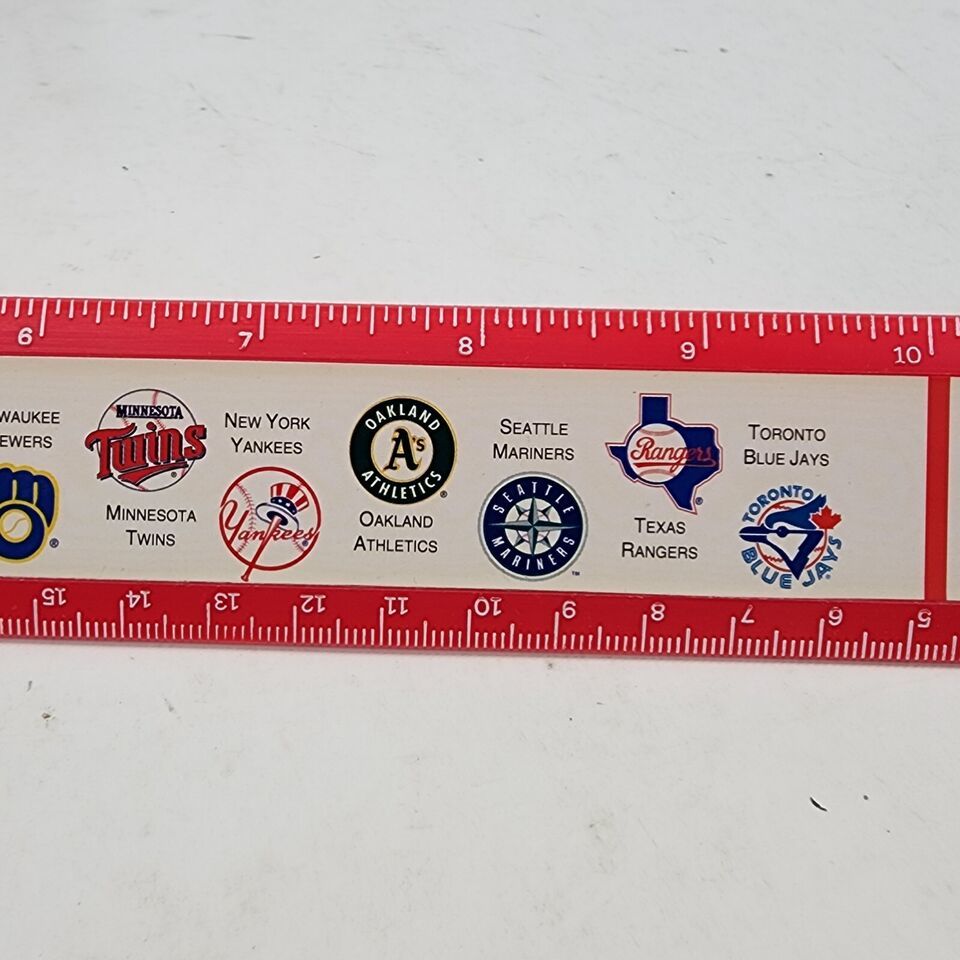 6 7 8 9 10
WAUKEE
EWERS
®
MINNESOTA
Twins
®
MINNESOTA
TWINS
NEW YORK
YANKEES
Yankees
®
OAKLAND
A's
ATHLETICS
®
OAKLAND
ATHLETICS
SEATTLE
MARINERS
SEATTLE
MARINERS
™
Rangers
®
TEXAS
RANGERS
TORONTO
BLUE JAYS
TORONTO
BLUE JAYS
®
15 14 13 12 11 10 9 8 7 6 5